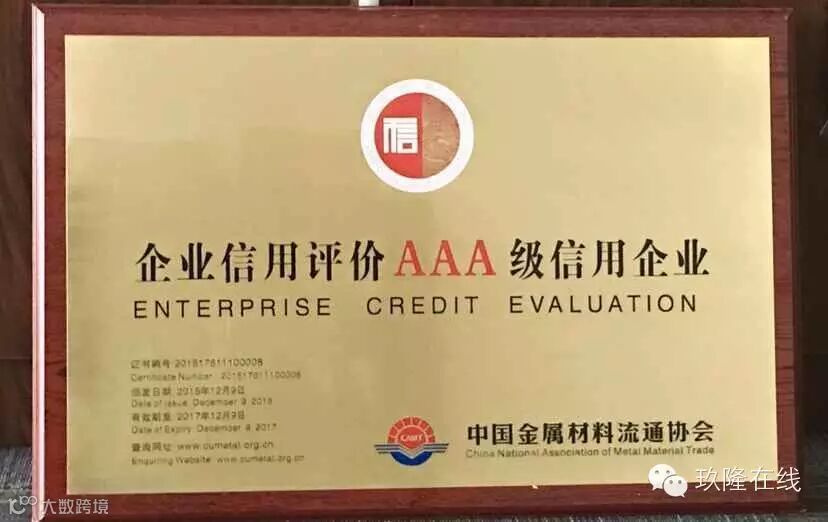 信
企业信用评价AAA级信用企业
ENTERPRISE CREDIT EVALUATION
证书编号:201517611100008
Certificate Number: 201517611100008
颁发日期:2015年12月9日
Date of Issue: December 9, 2015
有效期至:2017年12月9日
Date of Expiry: December 9, 2017
查询网址:www.cumetal.org.cn
Enquiring Website: www.cumetal.org.cn
中国金属材料流通协会
China National Association of Metal Material Trade
玖隆在线
大数跨境